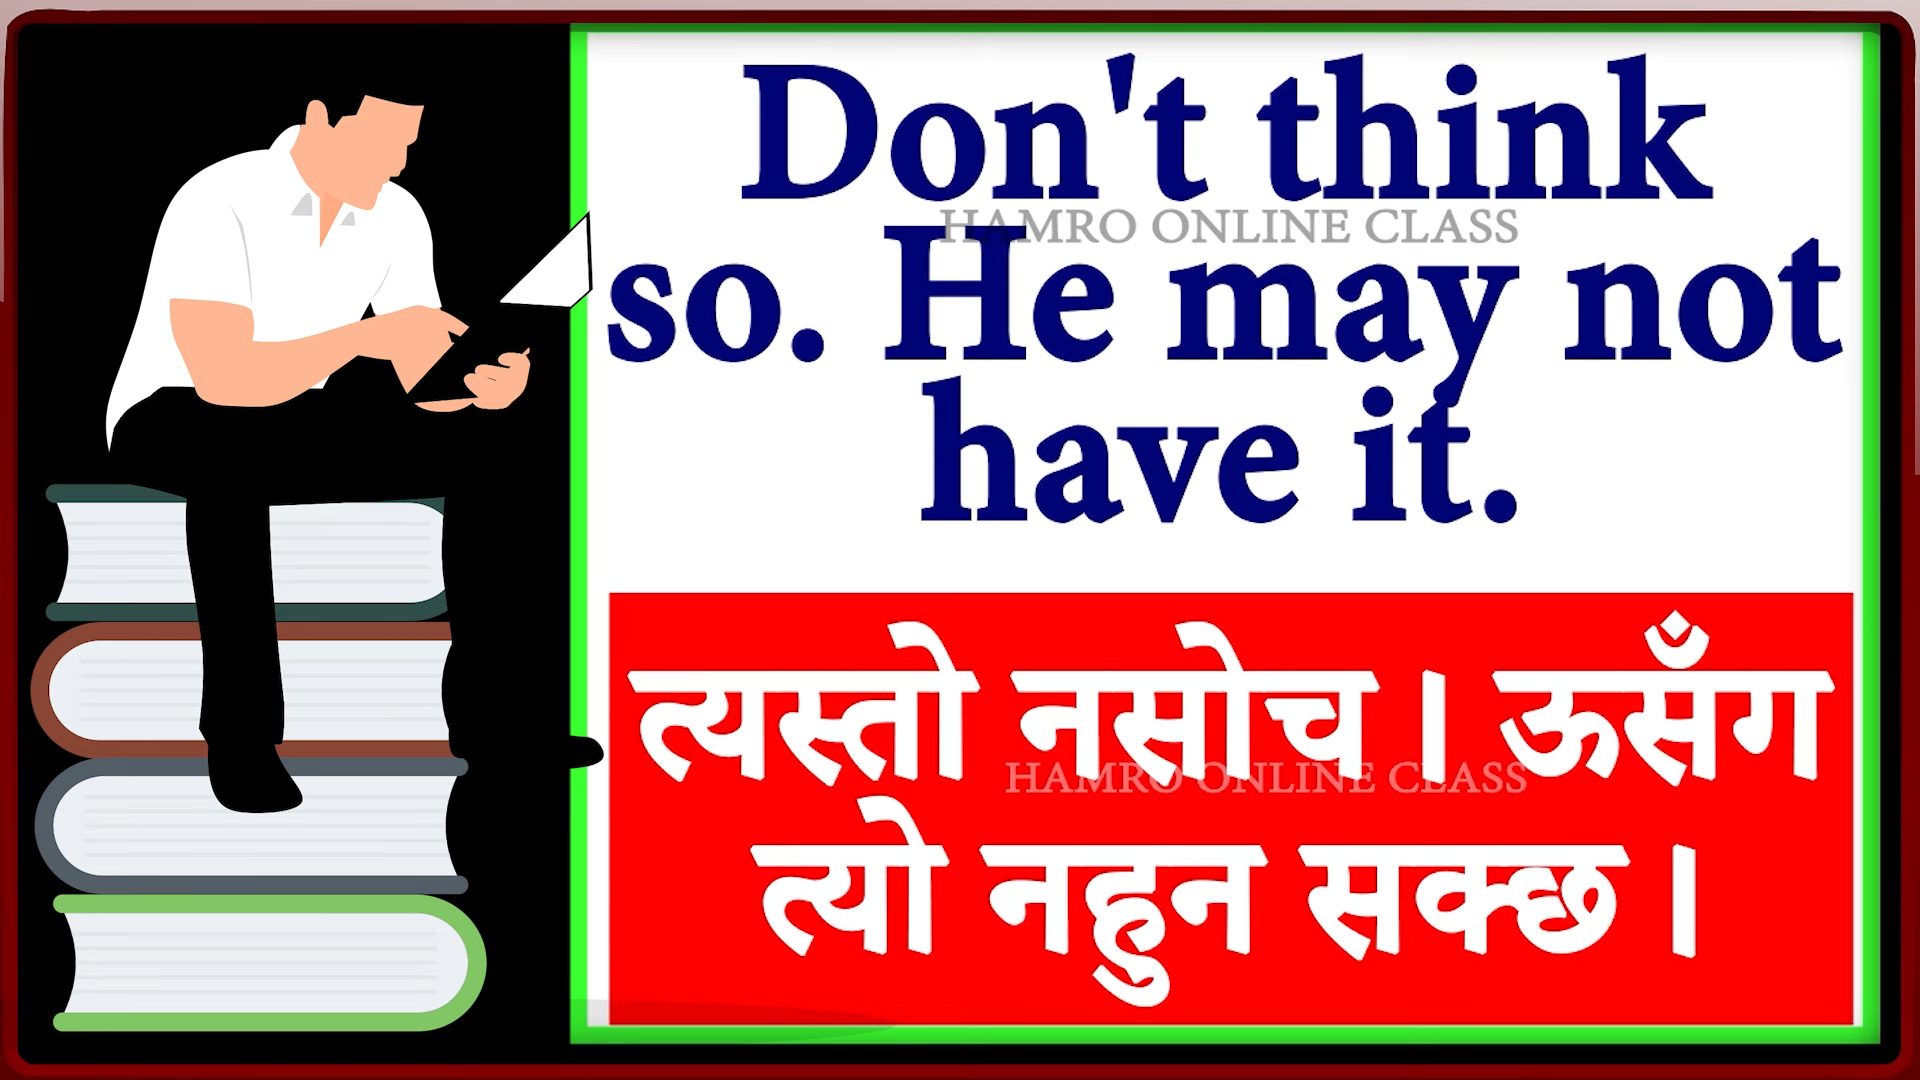 Don't think
HAMRO ONLINE CLASS
so. He may not
have it.
त्यस्तो नसोच । ऊसँग
HAMRO ONLINE CLASS
त्यो नहुन सक्छ ।